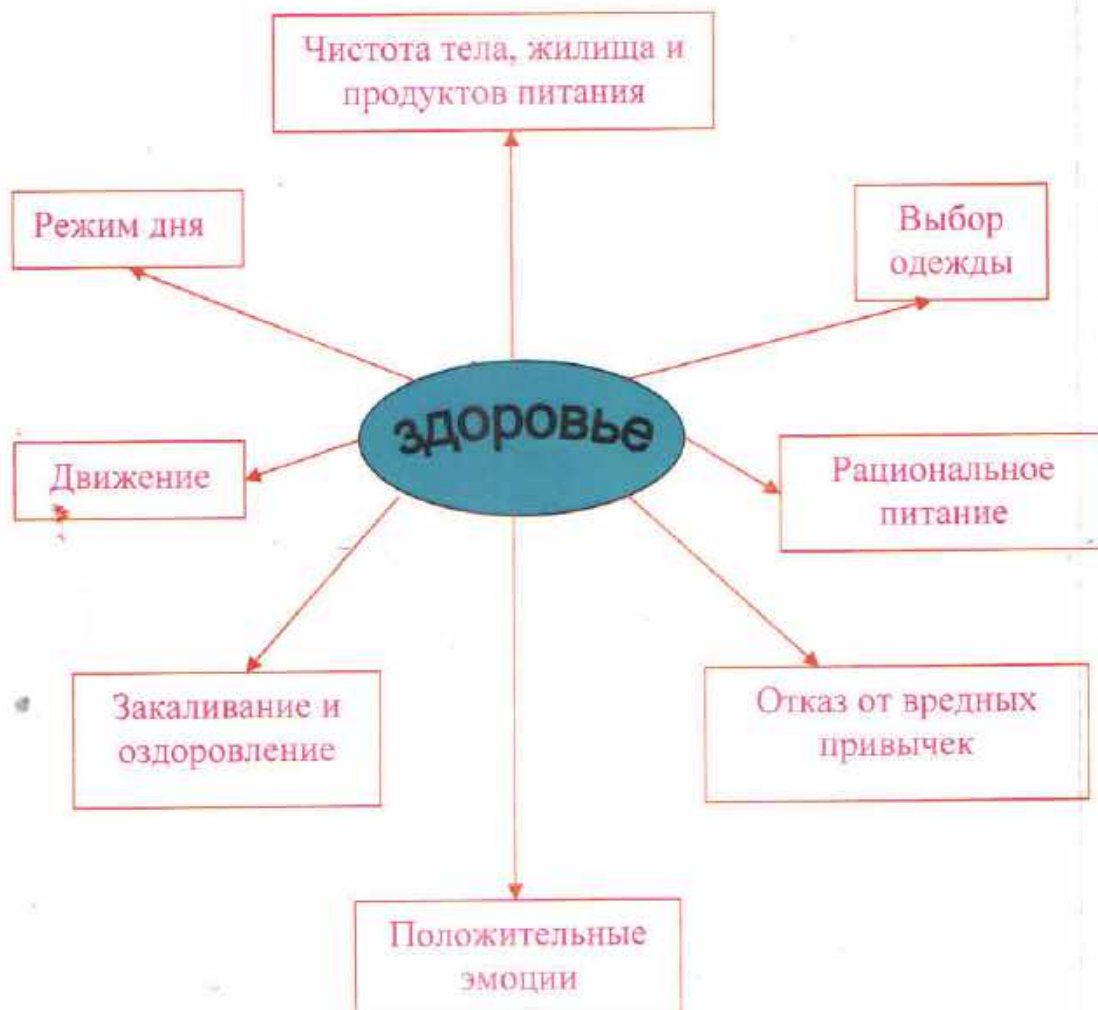 Чистота тела, жилища и
продуктов питания
Режим дня
Выбор
одежды
здоровье
Движение
Рациональное
питание
Закаливание и
оздоровление
Отказ от вредных
привычек
Положительные
эмоции